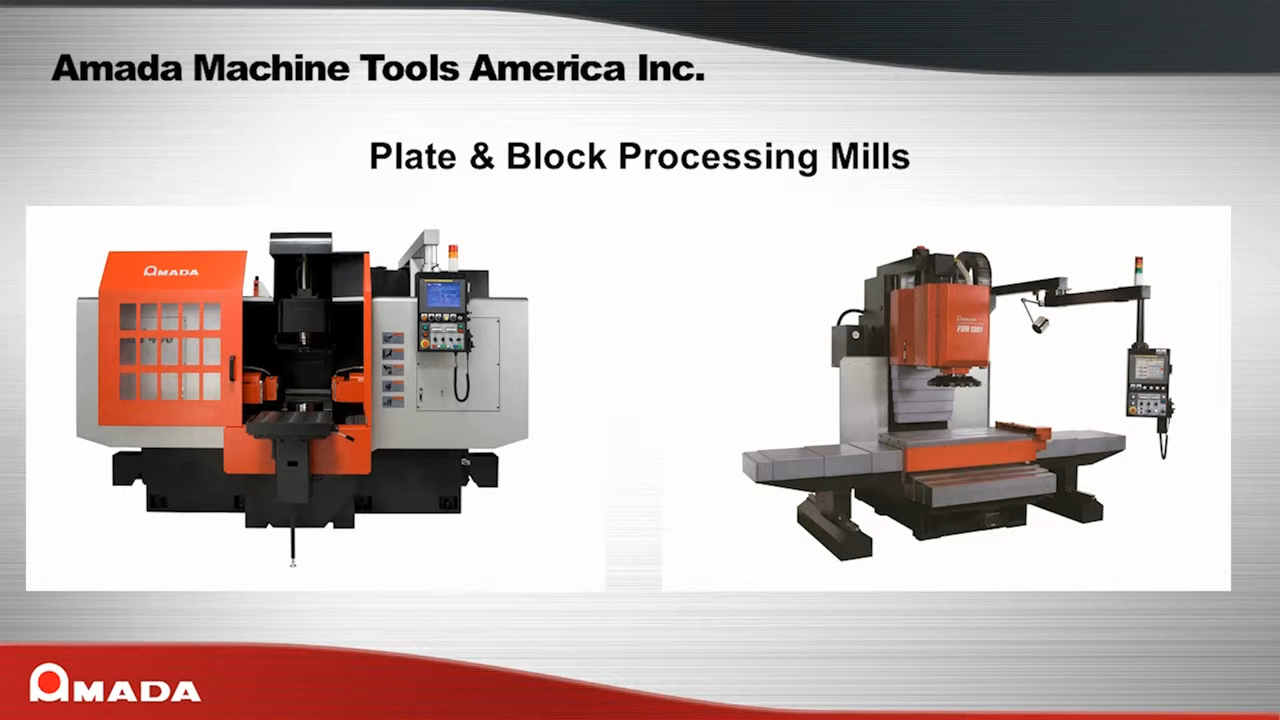 Amada Machine Tools America Inc.
Plate & Block Processing Mills
AMADA
AMADA